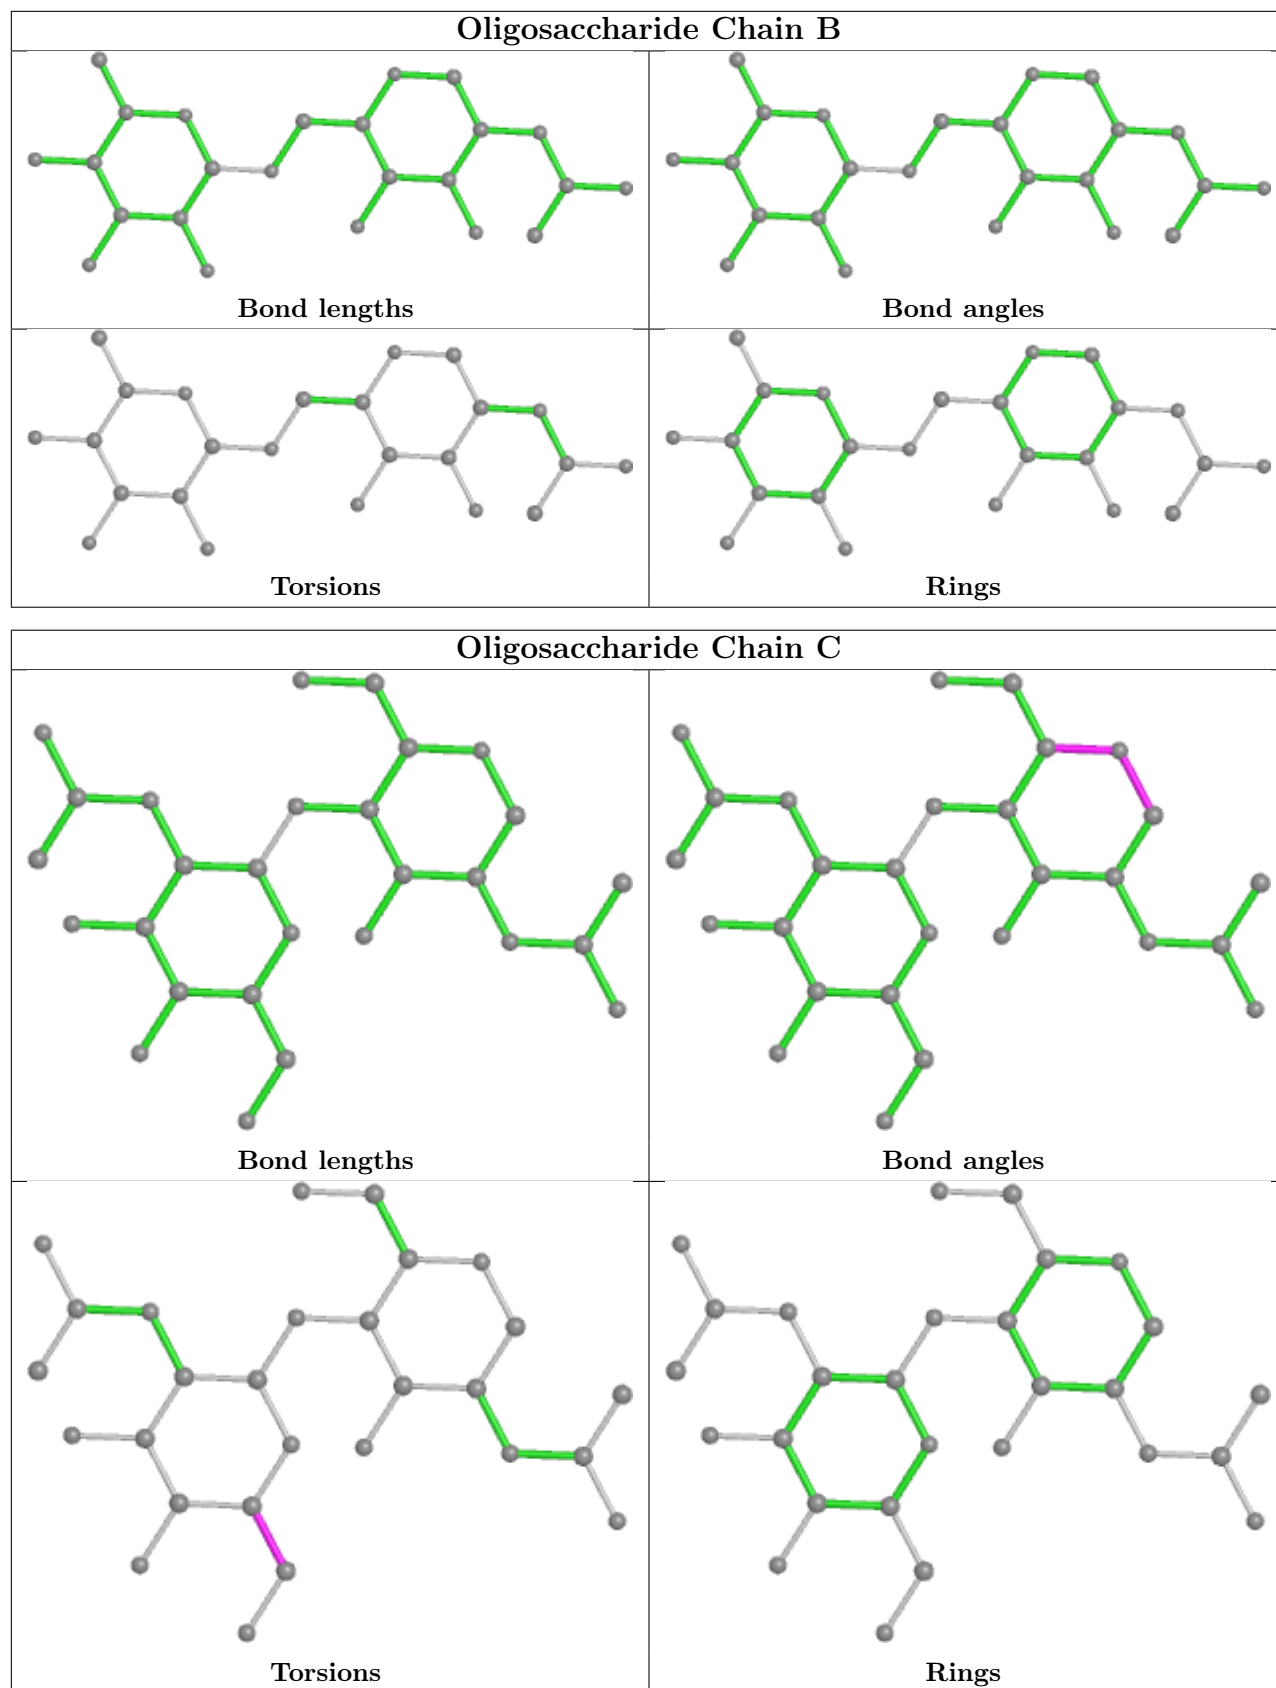 Oligosaccharide Chain B
Bond lengths
Bond angles
Torsions
Rings
Oligosaccharide Chain C
Bond lengths
Bond angles
Torsions
Rings